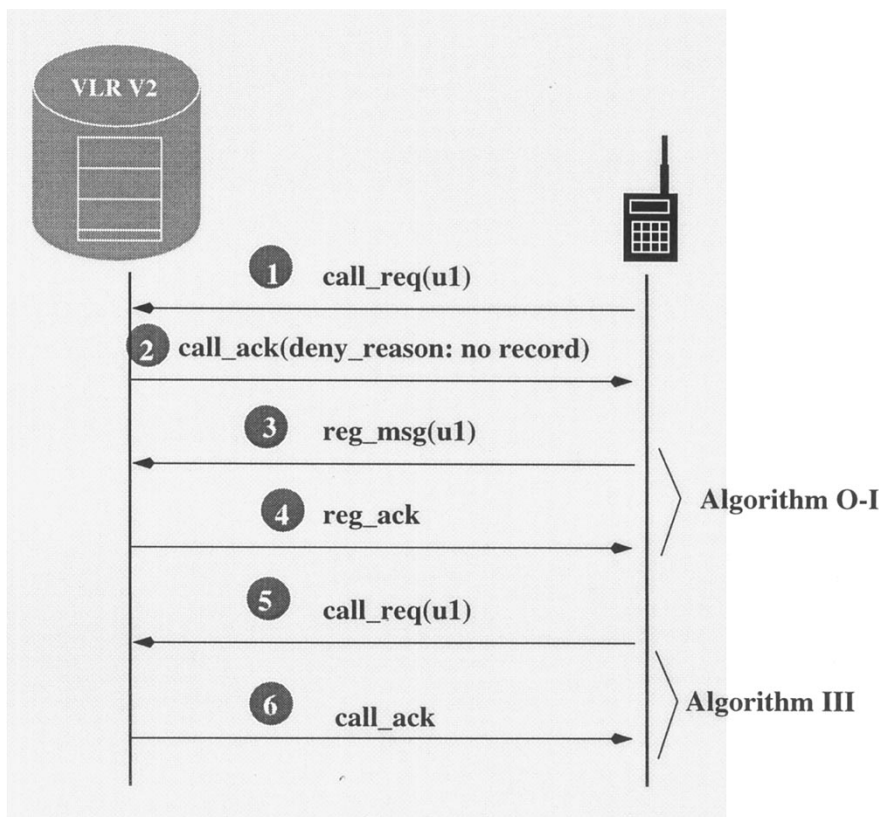 VLR V2
1 call_req(u1)
2 call_ack(deny_reason: no record)
3 reg_msg(u1)
4 reg_ack
Algorithm O-I
5 call_req(u1)
6 call_ack
Algorithm III